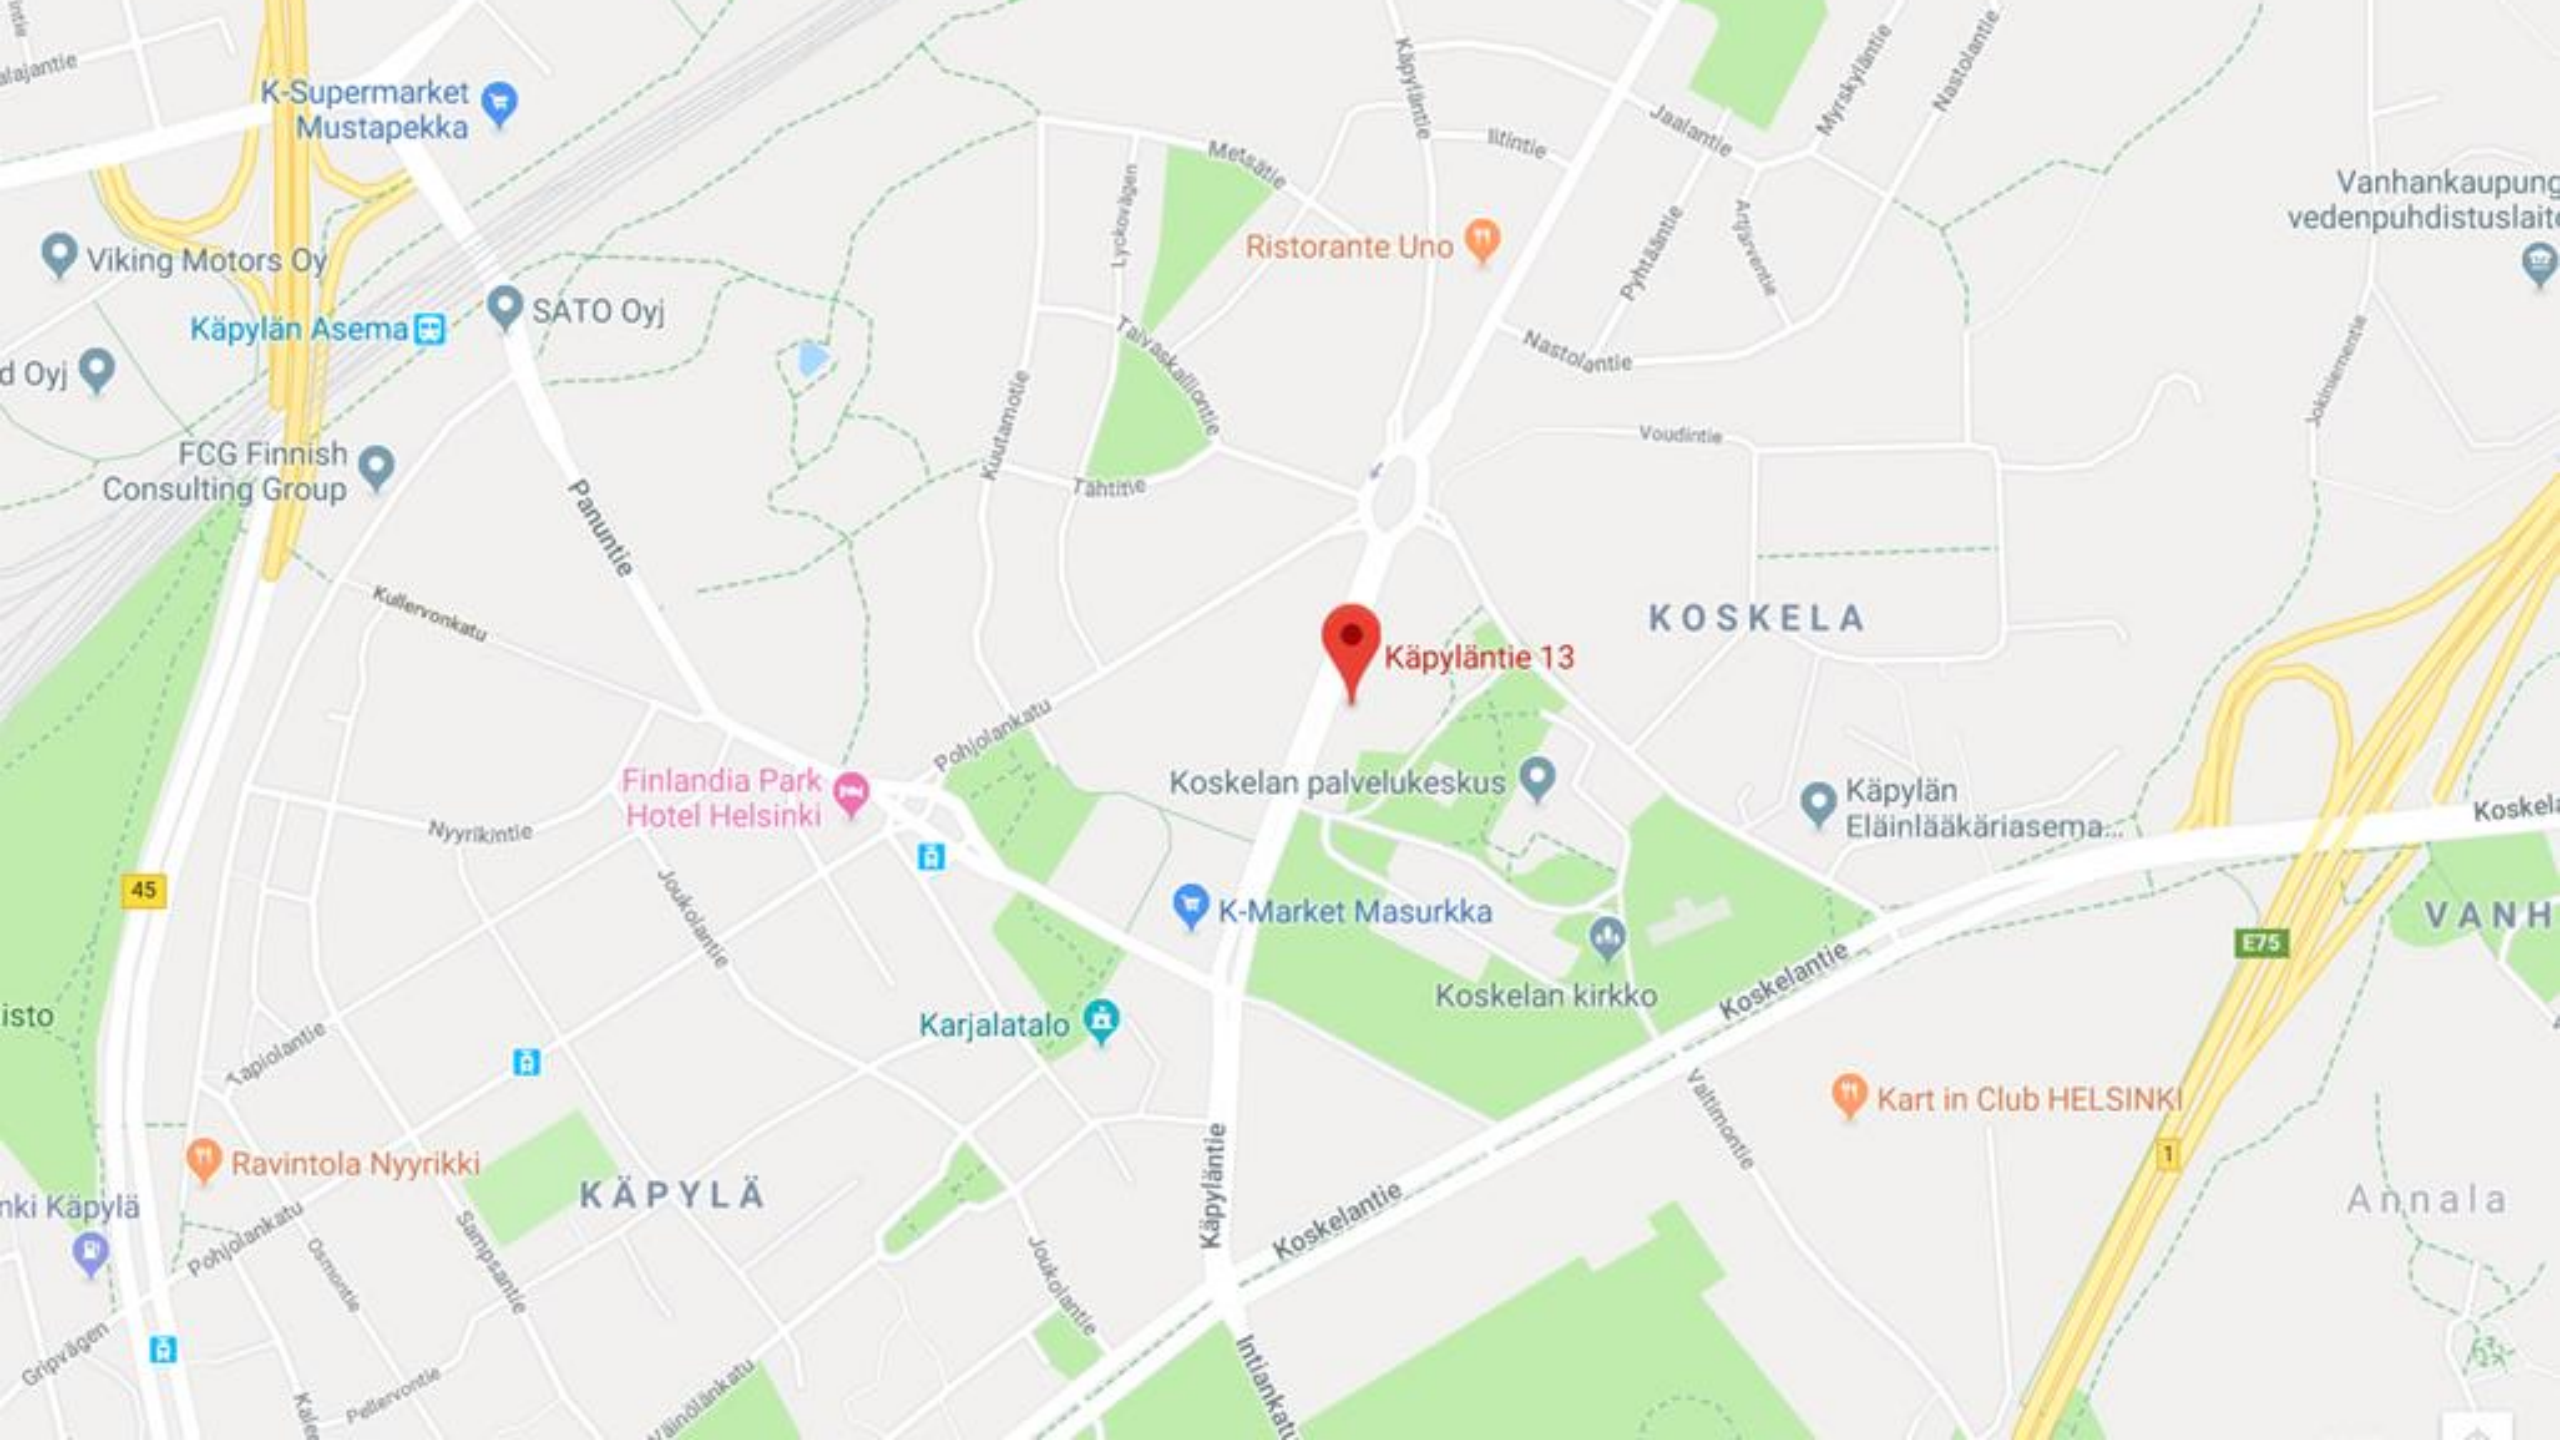 alajantie
K-Supermarket
Mustapekka
Käpyläntie
Iitintie
Jaalantie
Myrskyläntie
Nastolantie
Metsätie
Lyckovägen
Vanhankaupung
vedenpuhdistuslaito
Ristorante Uno
Pyhtääntie
Artjärventie
Viking Motors Oy
SATO Oyj
Käpylän Asema
d Oyj
Taivaskalliontie
Nastolantie
Jokiniementie
Kuutamotie
Voudintie
FCG Finnish
Consulting Group
Tähtitie
Panuntie
Kullervonkatu
KOSKELA
Käpyläntie 13
Pohjolankatu
Finlandia Park
Hotel Helsinki
Koskelan palvelukeskus
Käpylän
Eläinlääkäriasema...
Koskela
Nyyrikintie
45
Joukolantie
K-Market Masurkka
VANH
E75
Koskelantie
Koskelan kirkko
isto
Karjalatalo
Tapiolantie
Valtimontie
Kart in Club HELSINKI
1
Ravintola Nyyrikki
KÄPYLÄ
Käpyläntie
Annala
nki Käpylä
Pohjolankatu
Osmontie
Sampsantie
Koskelantie
Joukolantie
Gripvägen
Pellervontie
Väinölänkatu
Intiankatu